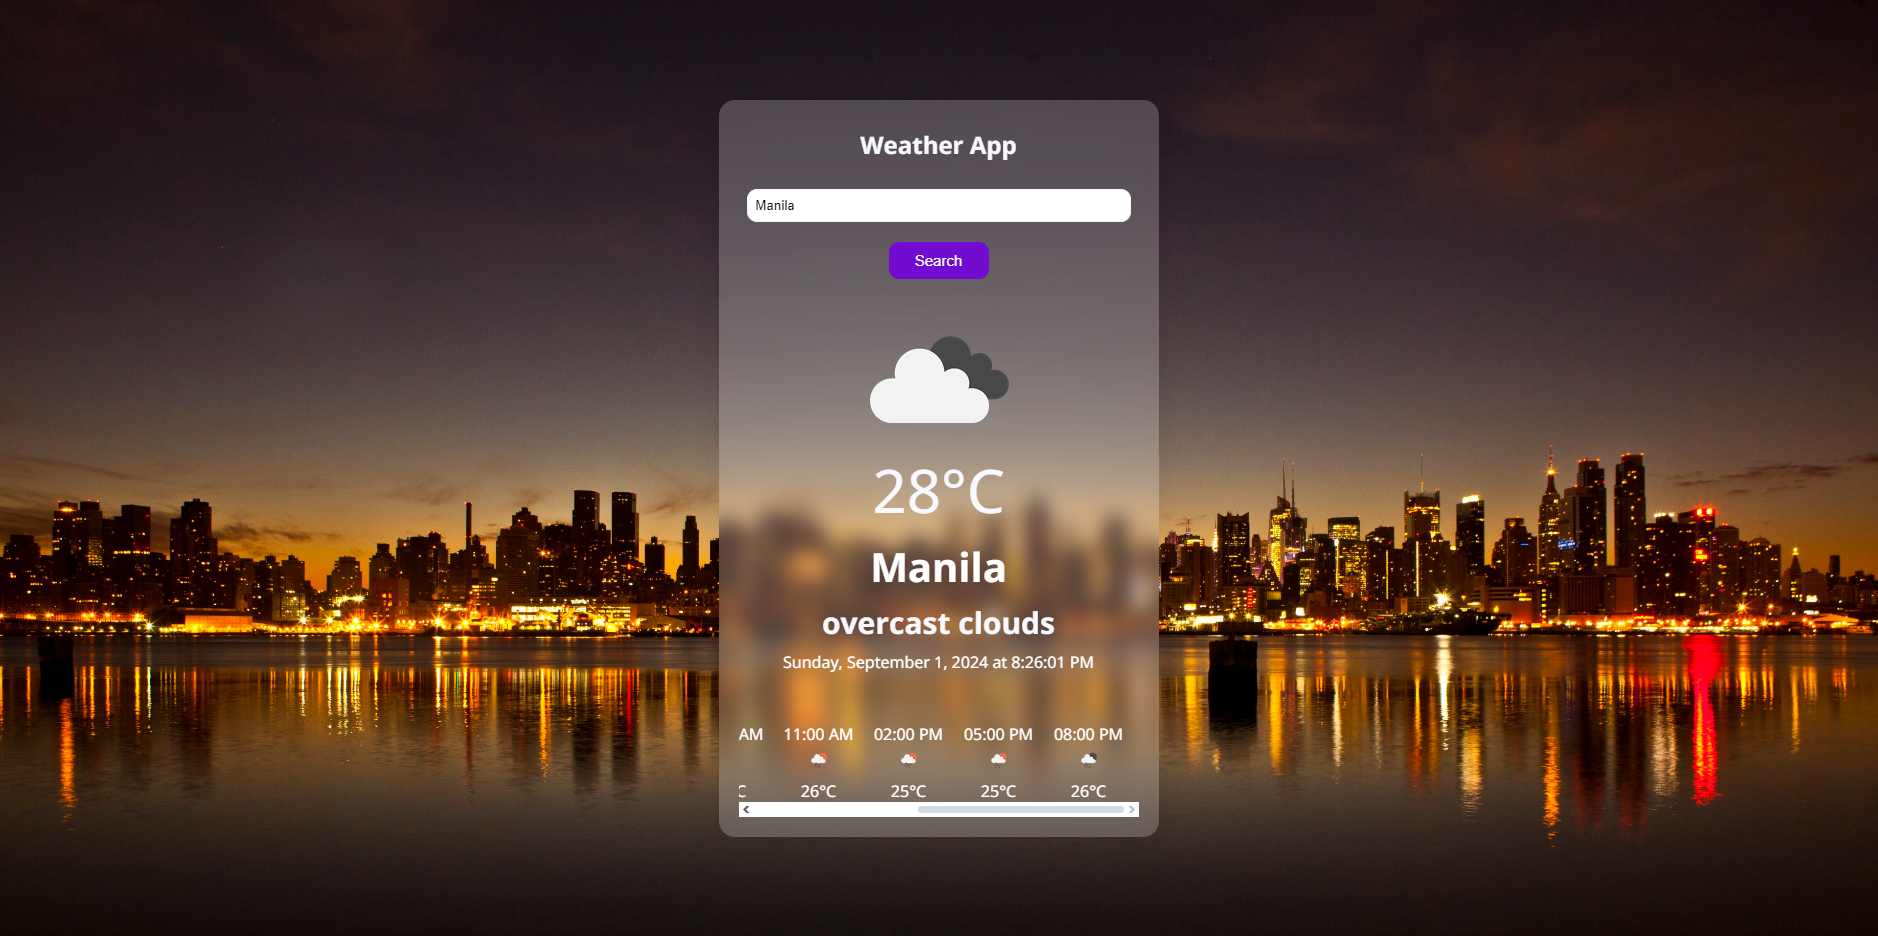 Weather App
Manila
Search
28°C
Manila
overcast clouds
Sunday, September 1, 2024 at 8:26:01 PM
AM 11:00 AM 02:00 PM 05:00 PM 08:00 PM
C 26°C 25°C 25°C 26°C